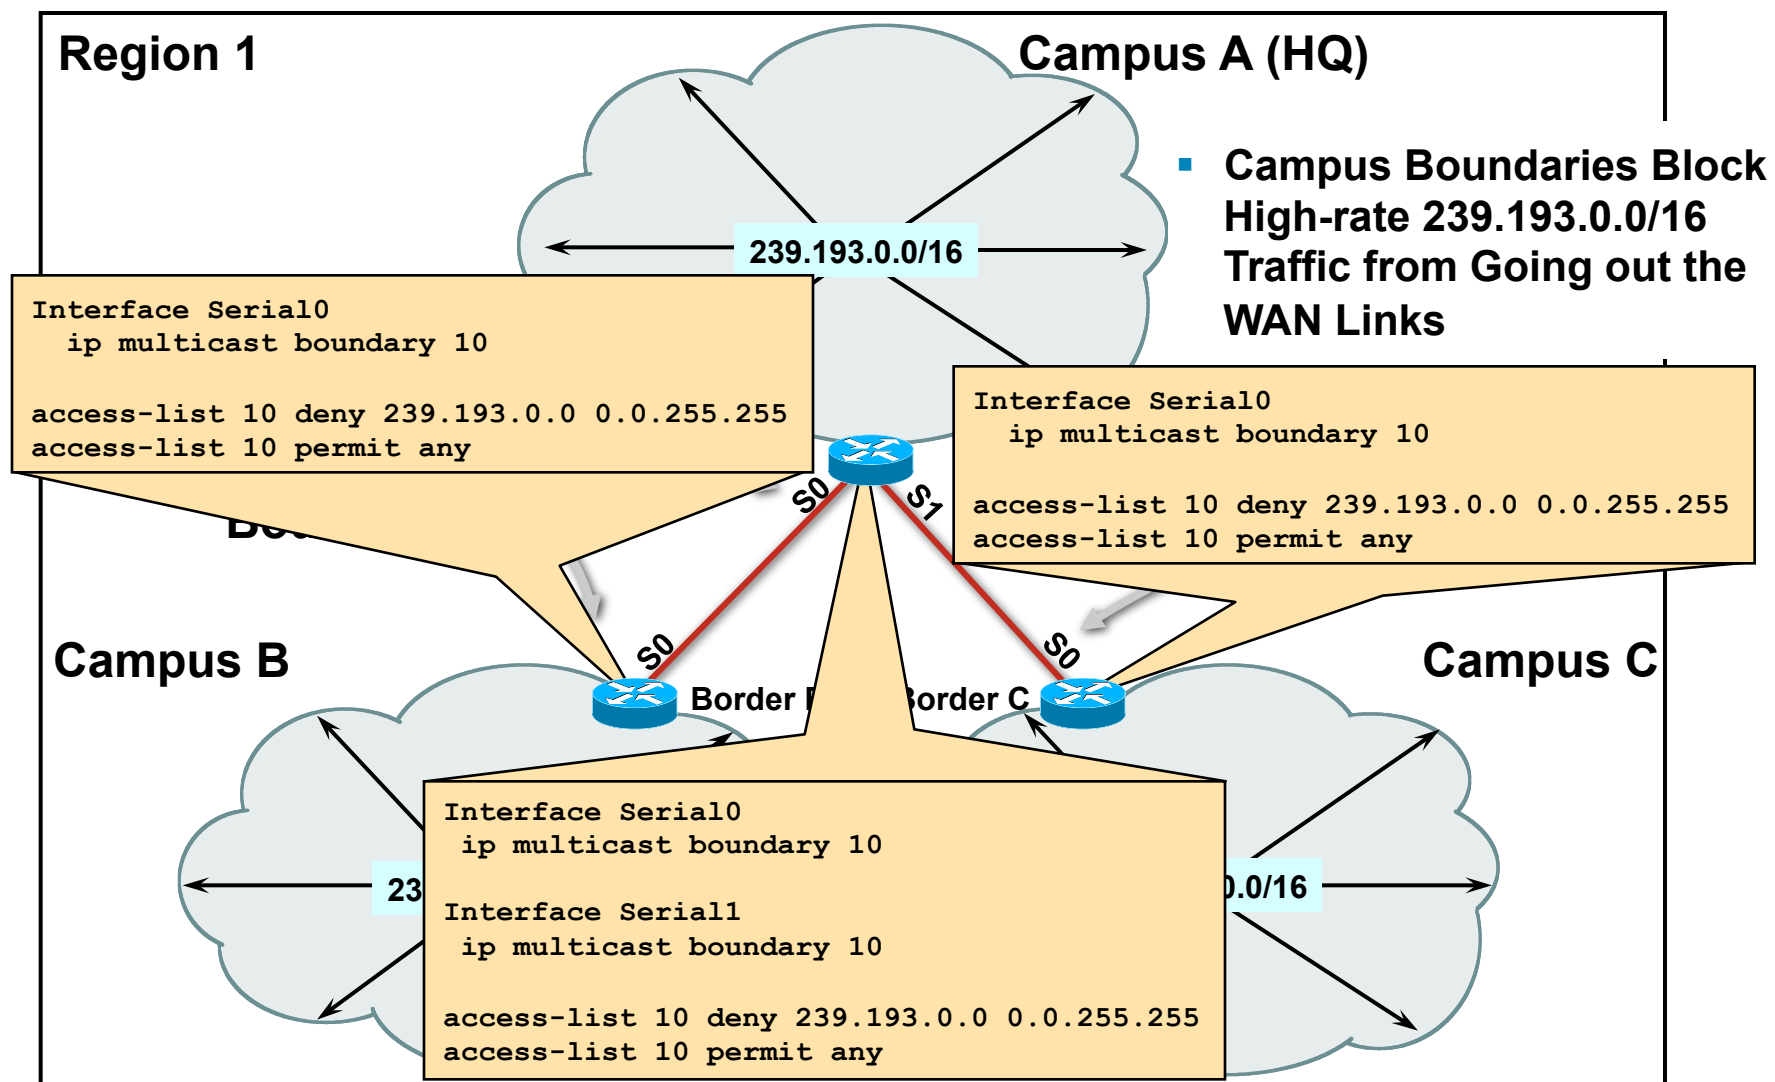 Region 1
Campus A (HQ)
Campus Boundaries Block
High-rate 239.193.0.0/16
Traffic from Going out the
WAN Links
239.193.0.0/16
Interface Serial0
ip multicast boundary 10
access-list 10 deny 239.193.0.0 0.0.255.255
access-list 10 permit any
Interface Serial0
ip multicast boundary 10
access-list 10 deny 239.193.0.0 0.0.255.255
access-list 10 permit any
S0
S1
S0
S0
Campus B
Campus C
Border
Border C
23
0.0/16
Interface Serial0
ip multicast boundary 10
Interface Serial1
ip multicast boundary 10
access-list 10 deny 239.193.0.0 0.0.255.255
access-list 10 permit any